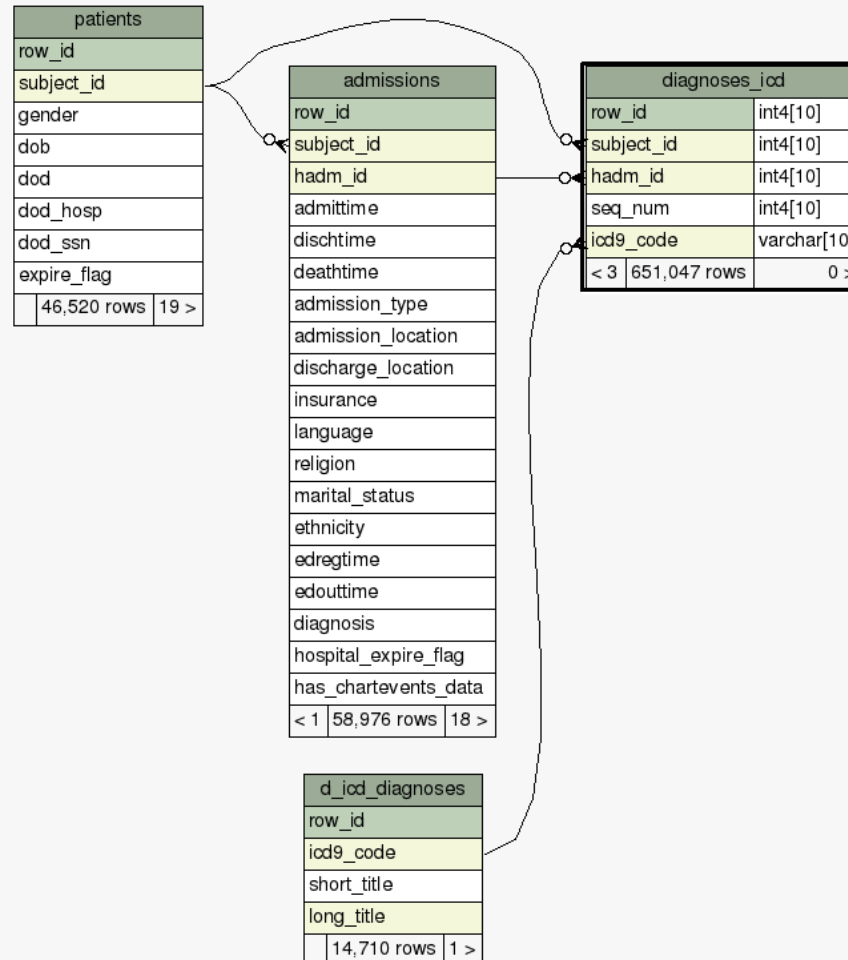 patients
row_id
subject_id
gender
dob
dod
dod_hosp
dod_ssn
expire_flag
46,520 rows 19 >
admissions
row_id
subject_id
hadm_id
admittime
dischtime
deathtime
admission_type
admission_location
discharge_location
insurance
language
religion
marital_status
ethnicity
edregtime
edouttime
diagnosis
hospital_expire_flag
has_chartevents_data
< 1 58,976 rows 18 >
diagnoses_icd
row_id int4[10]
subject_id int4[10]
hadm_id int4[10]
seq_num int4[10]
icd9_code varchar[10
< 3 651,047 rows 0 >
d_icd_diagnoses
row_id
icd9_code
short_title
long_title
14,710 rows 1 >